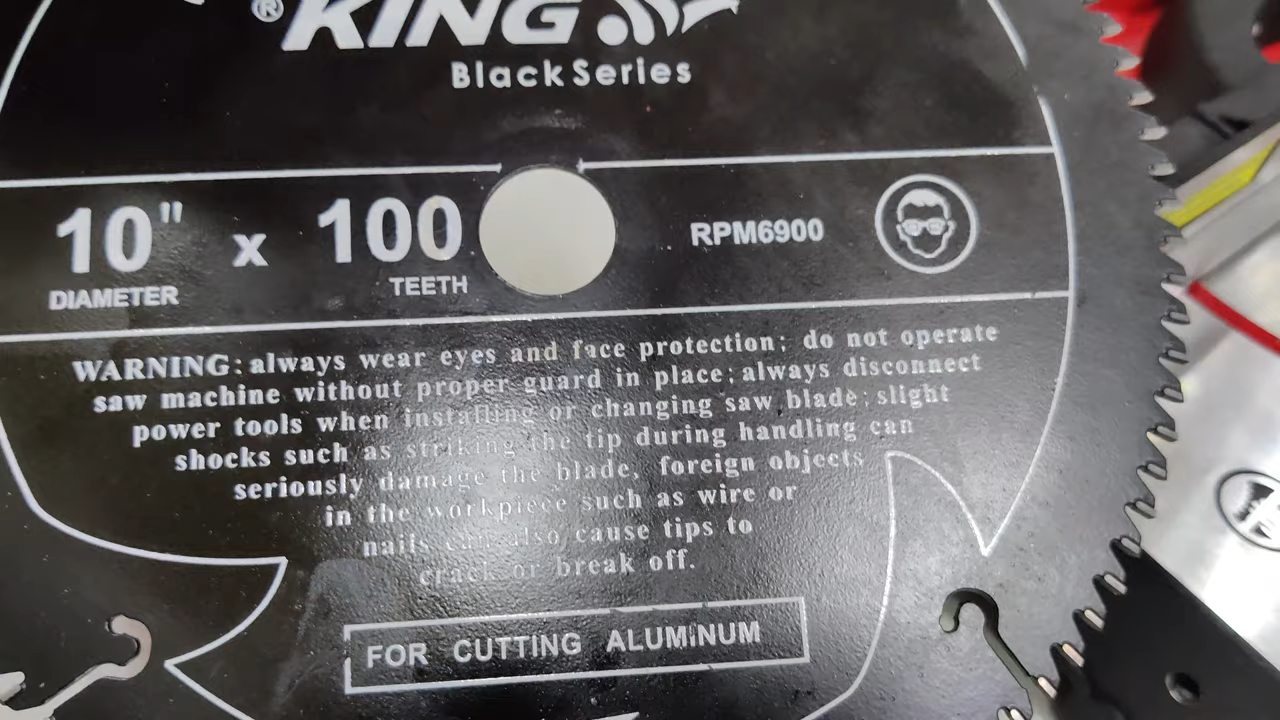 ® KING
BlackSeries
10" x 100 RPM6900
DIAMETER TEETH
WARNING: always wear eyes and face protection; do not operate
saw machine without proper guard in place; always disconnect
power tools when installing or changing saw blade; slight
shocks such as striking the tip during handling can
seriously damage the blade, foreign objects
in the workpiece such as wire or
nails can also cause tips to
crack or break off.
FOR CUTTING ALUMINUM